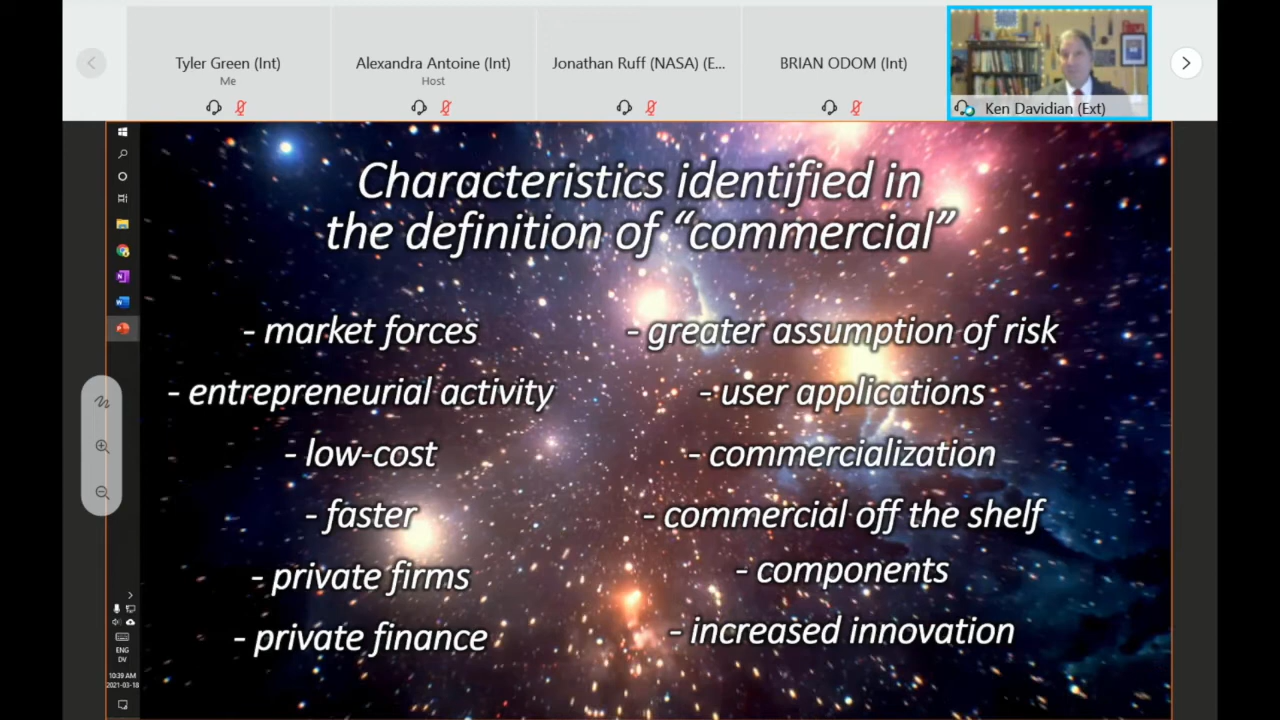 Tyler Green (Int)
Me
Alexandra Antoine (Int)
Host
Jonathan Ruff (NASA) (E...
BRIAN ODOM (Int)
Ken Davidian (Ext)
Characteristics identified in
the definition of “commercial”
- market forces
- entrepreneurial activity
- low-cost
- faster
- private firms
- private finance
- greater assumption of risk
- user applications
- commercialization
- commercial off the shelf
- components
- increased innovation
ENG
DV
10:39 AM
2021-03-18